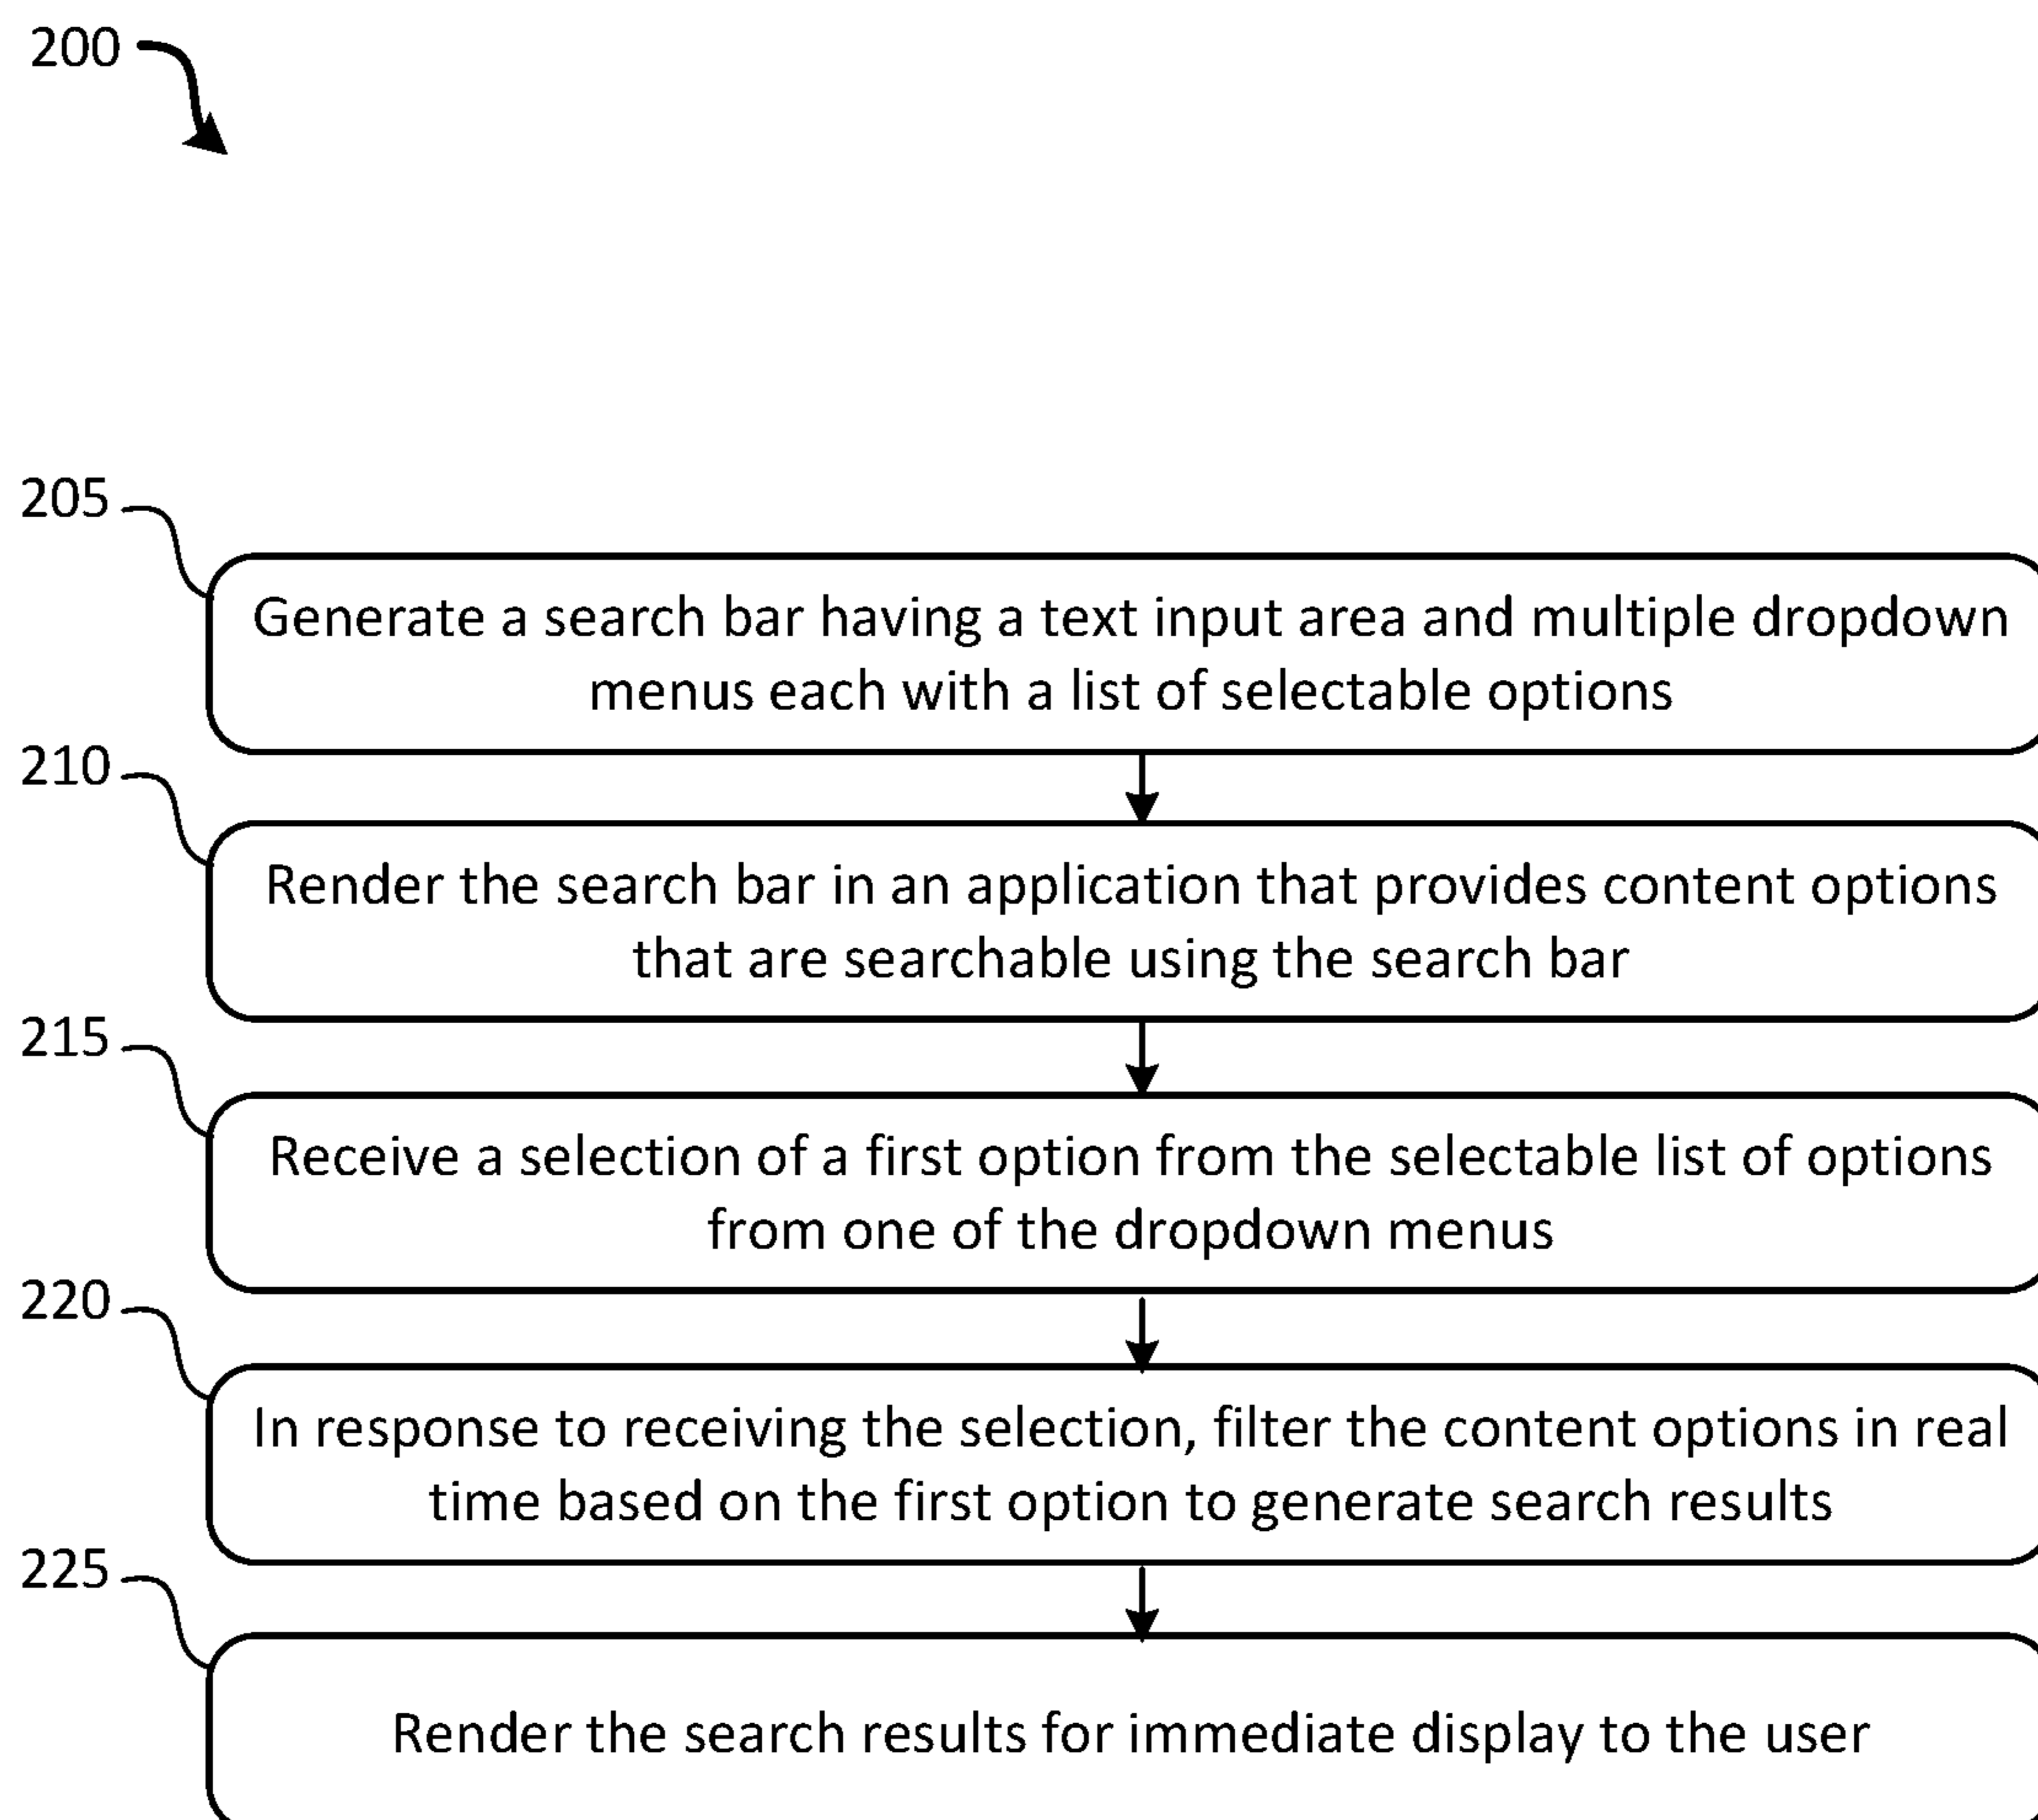 200
205
Generate a search bar having a text input area and multiple dropdown
menus each with a list of selectable options
210
Render the search bar in an application that provides content options
that are searchable using the search bar
215
Receive a selection of a first option from the selectable list of options
from one of the dropdown menus
220
In response to receiving the selection, filter the content options in real
time based on the first option to generate search results
225
Render the search results for immediate display to the user